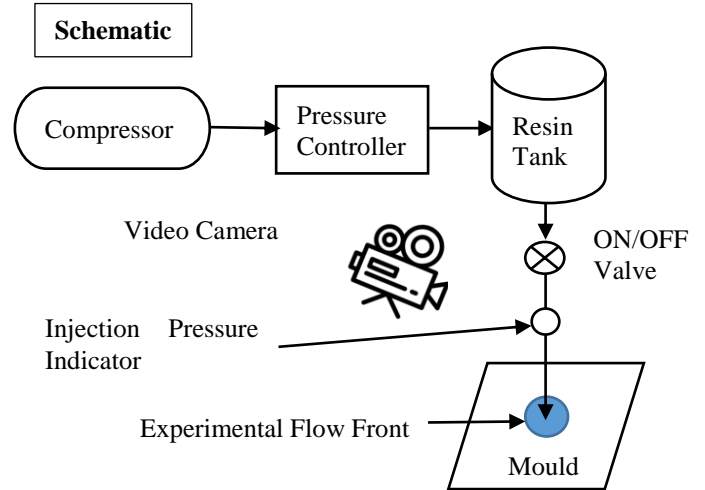 Schematic
Compressor
Pressure
Controller
Resin
Tank
Video Camera
ON/OFF
Valve
Injection Pressure
Indicator
Experimental Flow Front
Mould